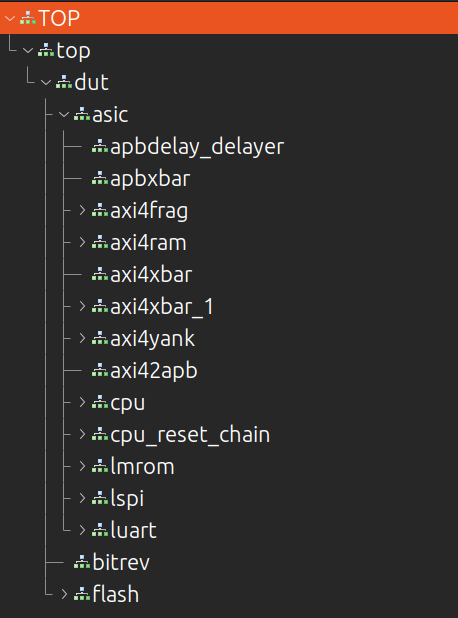 TOP
top
dut
asic
apbdelay_delayer
apbxbar
axi4frag
axi4ram
axi4xbar
axi4xbar_1
axi4yank
axi42apb
cpu
cpu_reset_chain
lmrom
lspi
luart
bitrev
flash